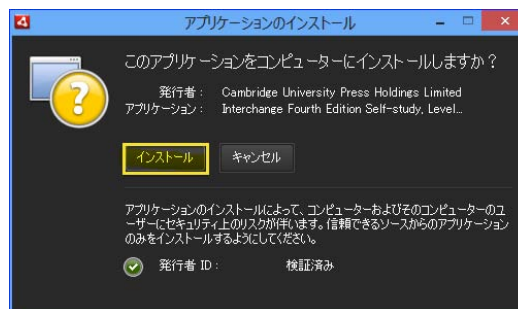 アプリケーションのインストール
このアプリケーションをコンピューターにインストールしますか？
発行者： Cambridge University Press Holdings Limited
アプリケーション： Interchange Fourth Edition Self-study, Level...
インストール キャンセル
アプリケーションのインストールによって、コンピューターおよびそのコンピューターのユ
ーザーにセキュリティ上のリスクが伴います。信頼できるソースからのアプリケーション
のみをインストールするようにしてください。
発行者 ID： 検証済み